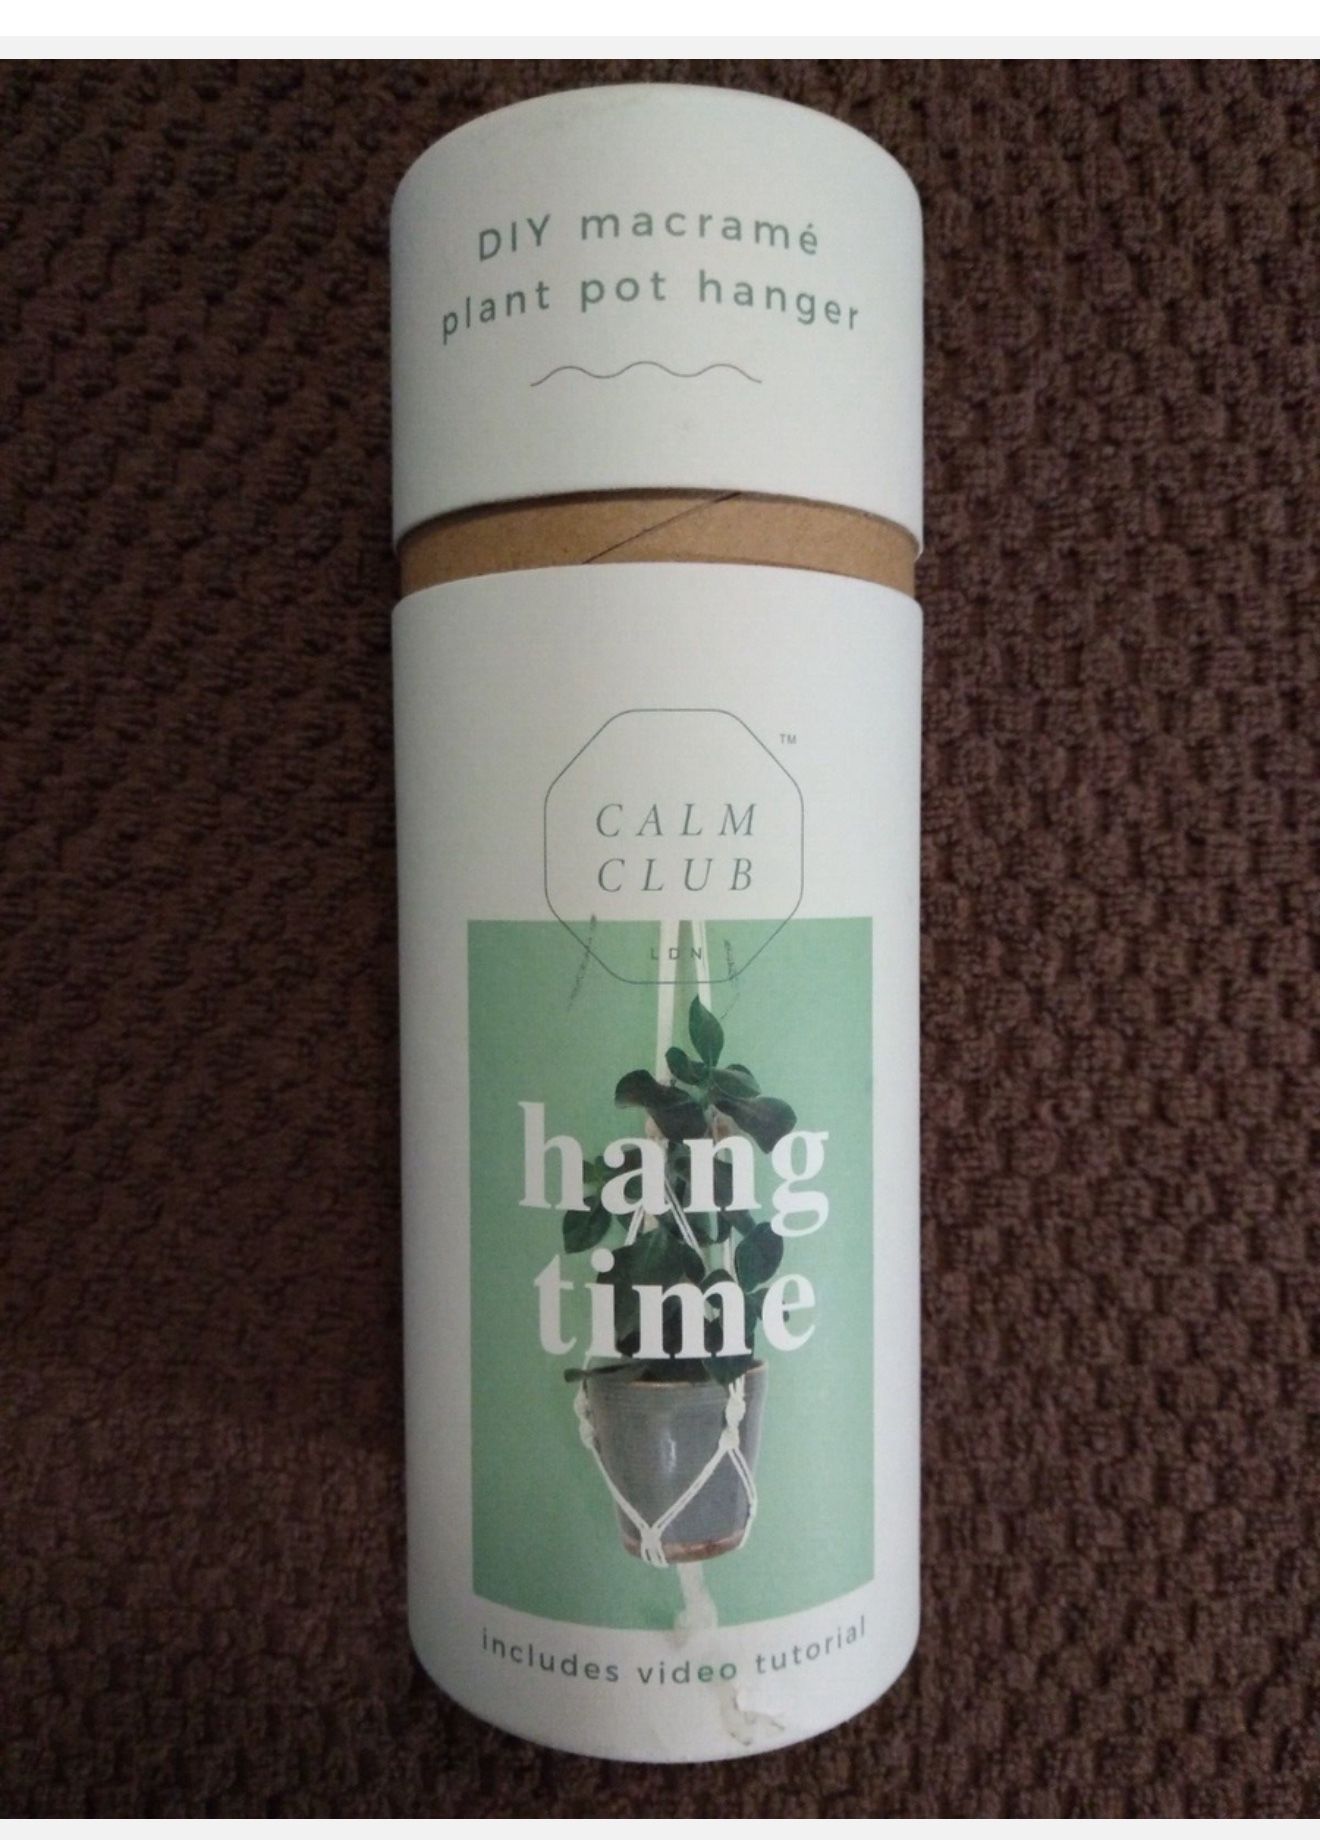 DIY macramé
plant pot hanger
TM
CALM
CLUB
LDN
hang
time
includes video tutorial